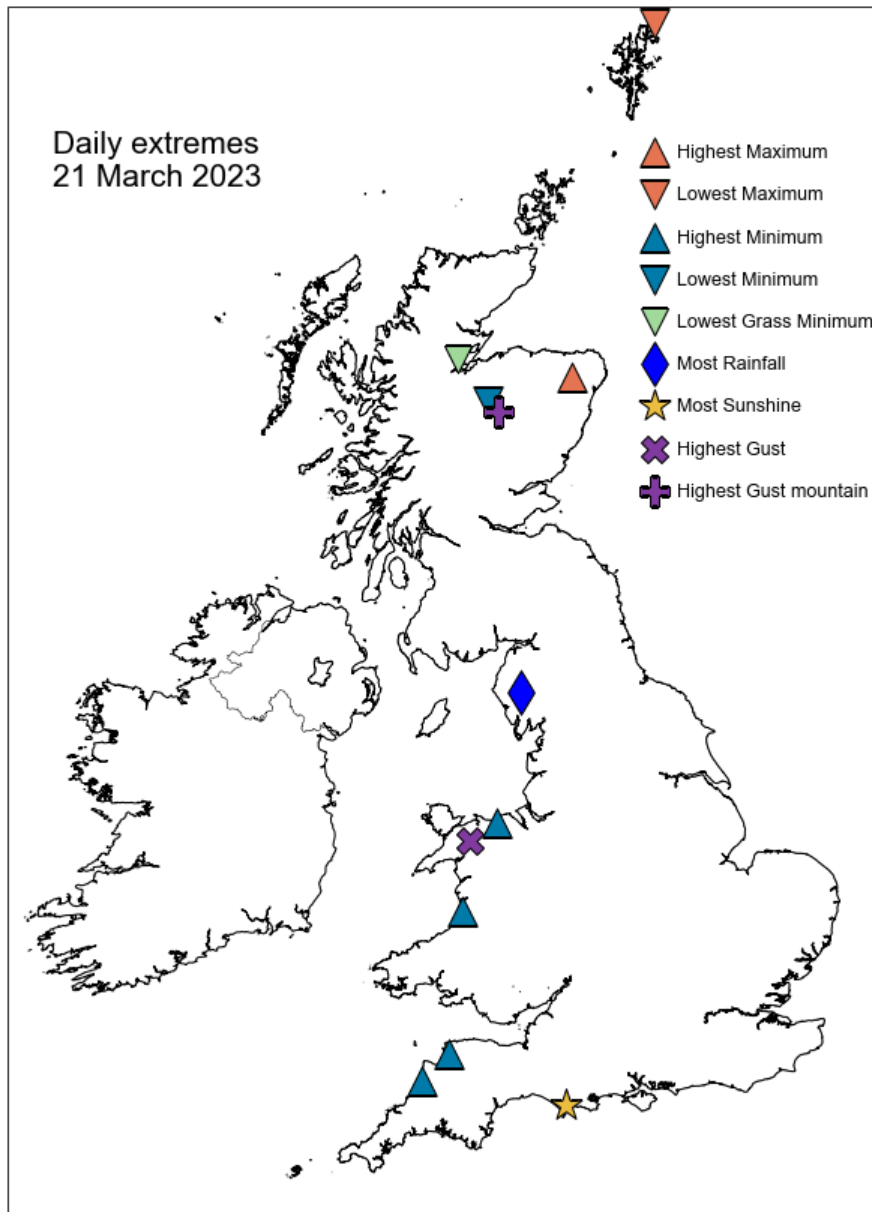 Daily extremes
21 March 2023
Highest Maximum
Lowest Maximum
Highest Minimum
Lowest Minimum
Lowest Grass Minimum
Most Rainfall
Most Sunshine
Highest Gust
Highest Gust mountain